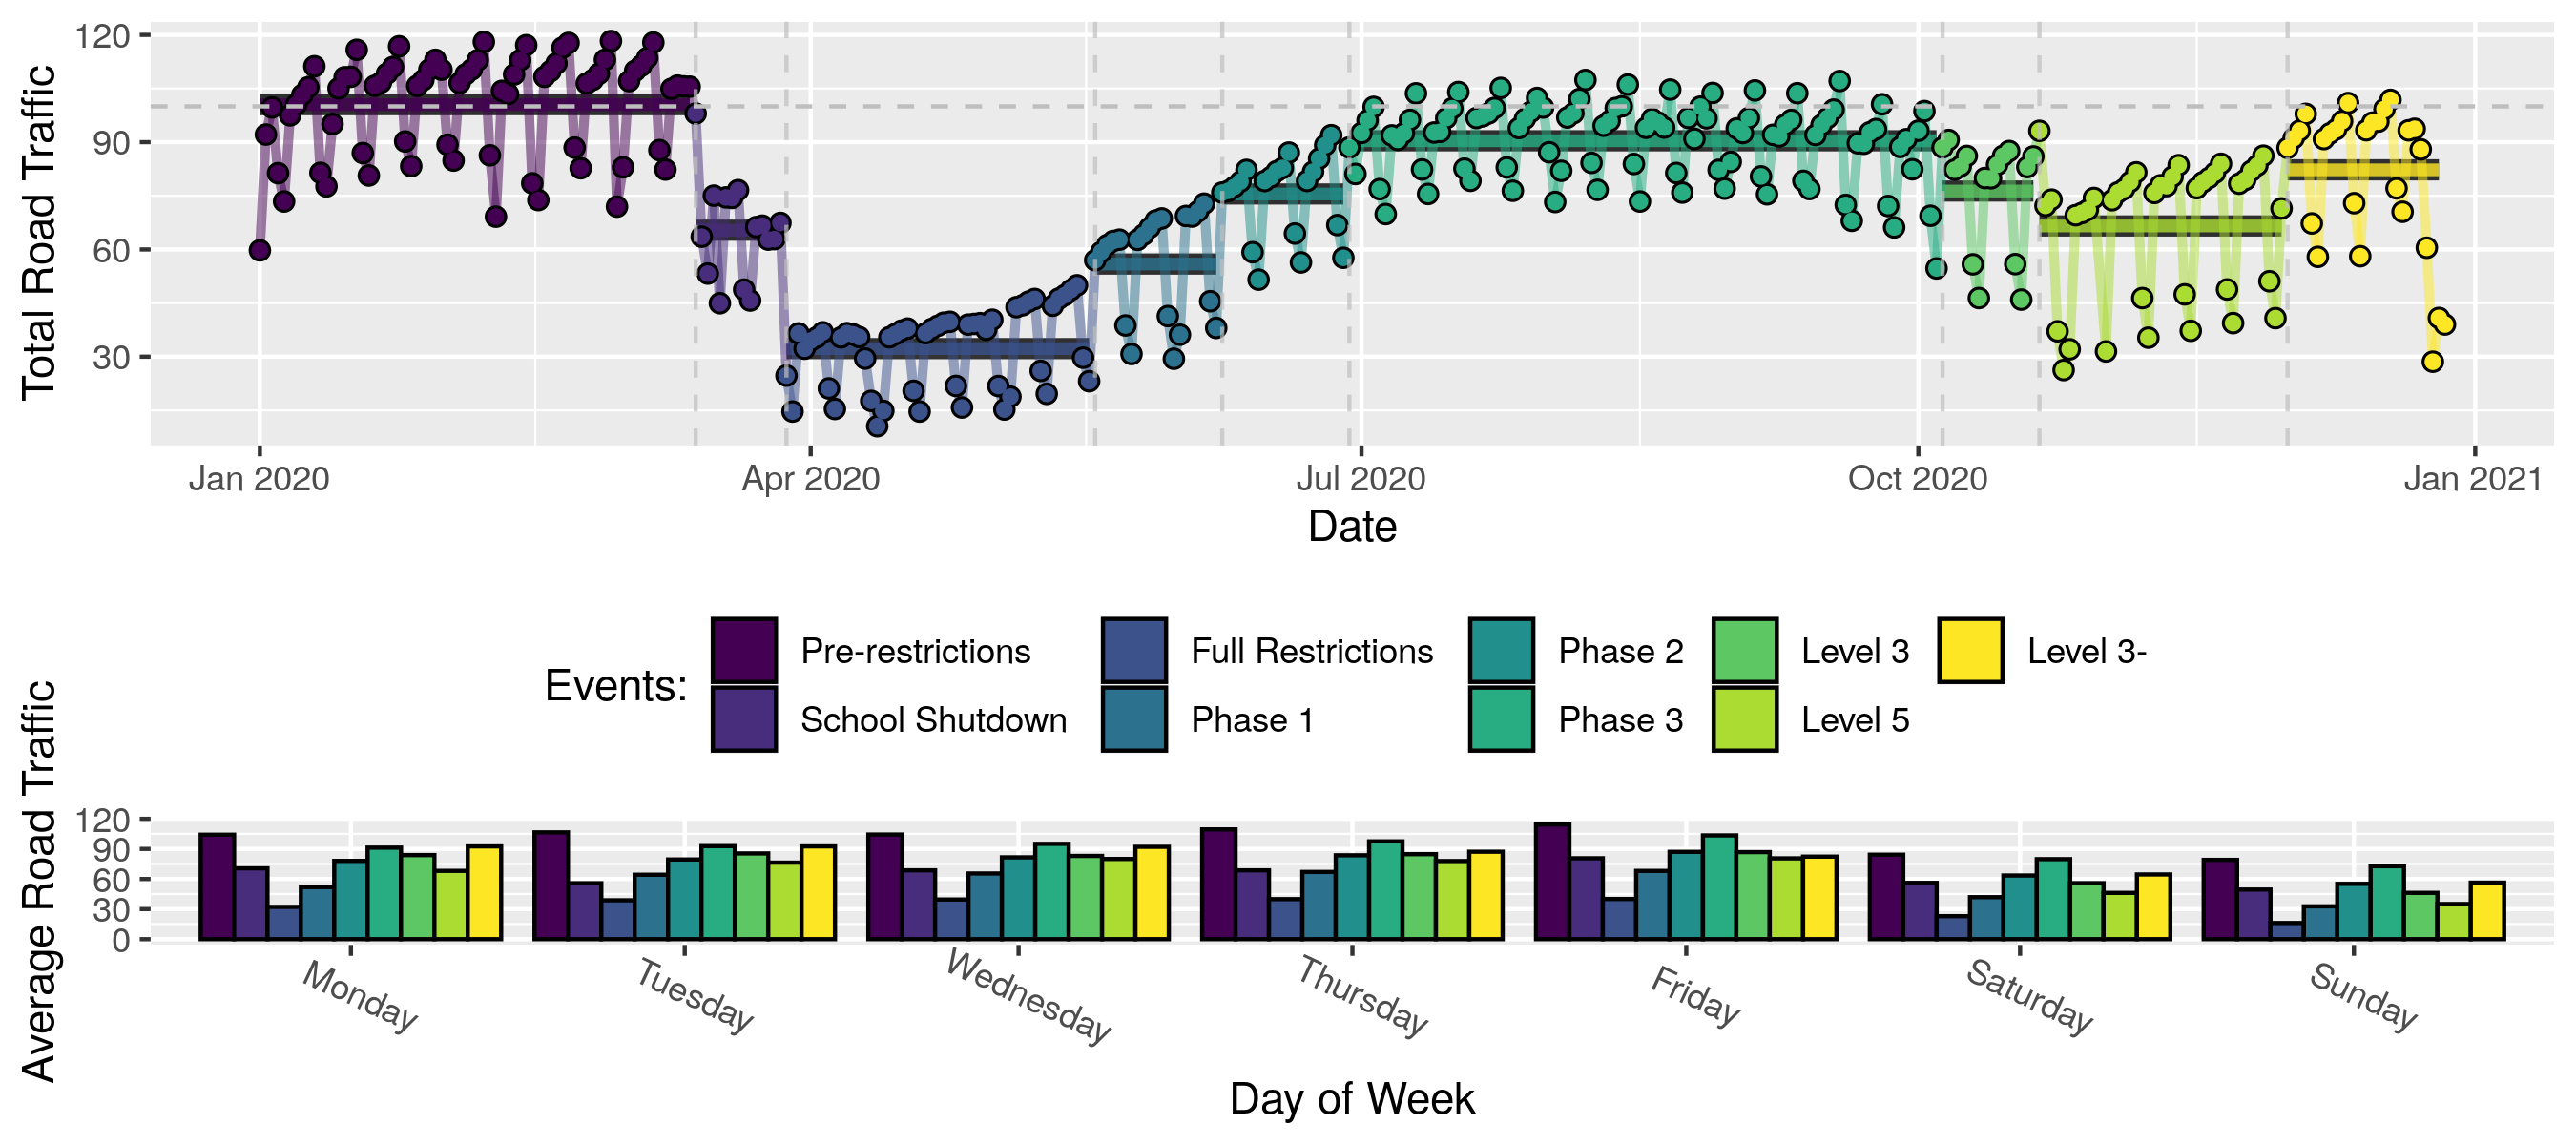 Total Road Traffic
120
90
60
30
Jan 2020
Apr 2020
Jul 2020
Oct 2020
Jan 2021
Date
Events:
Pre-restrictions
Full Restrictions
Phase 2
Level 3
Level 3-
School Shutdown
Phase 1
Phase 3
Level 5
Average Road Traffic
120
90
60
30
0
Monday
Tuesday
Wednesday
Thursday
Friday
Saturday
Sunday
Day of Week